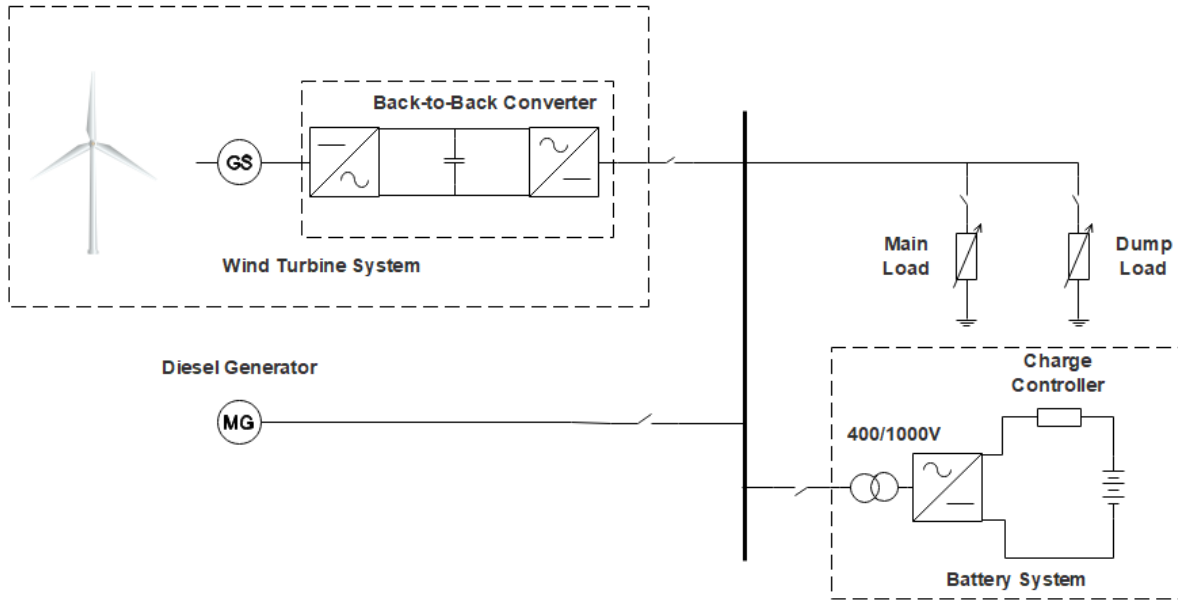 Back-to-Back Converter
GS
Wind Turbine System
Main
Load
Dump
Load
Diesel Generator
MG
Charge
Controller
400/1000V
Battery System